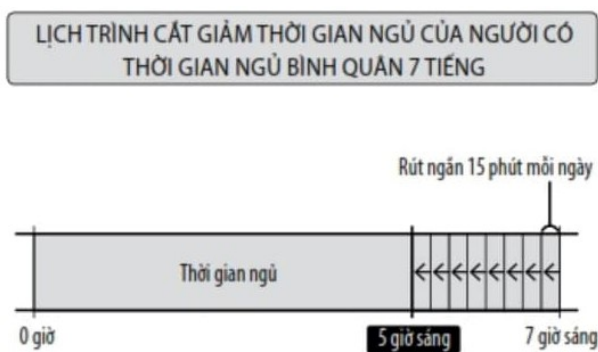 LỊCH TRÌNH CẮT GIẢM THỜI GIAN NGỦ CỦA NGƯỜI CÓ
THỜI GIAN NGỦ BÌNH QUÂN 7 TIẾNG
Rút ngắn 15 phút mỗi ngày
Thời gian ngủ
0 giờ
5 giờ sáng
7 giờ sáng